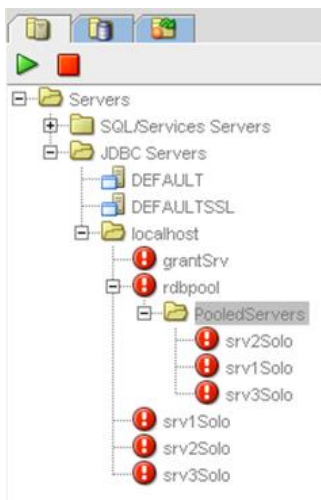 Servers
SQL/Services Servers
JDBC Servers
DEFAULT
DEFAULTSSL
localhost
grantSrv
rdbpool
PooledServers
srv2Solo
srv1Solo
srv3Solo
srv1Solo
srv2Solo
srv3Solo